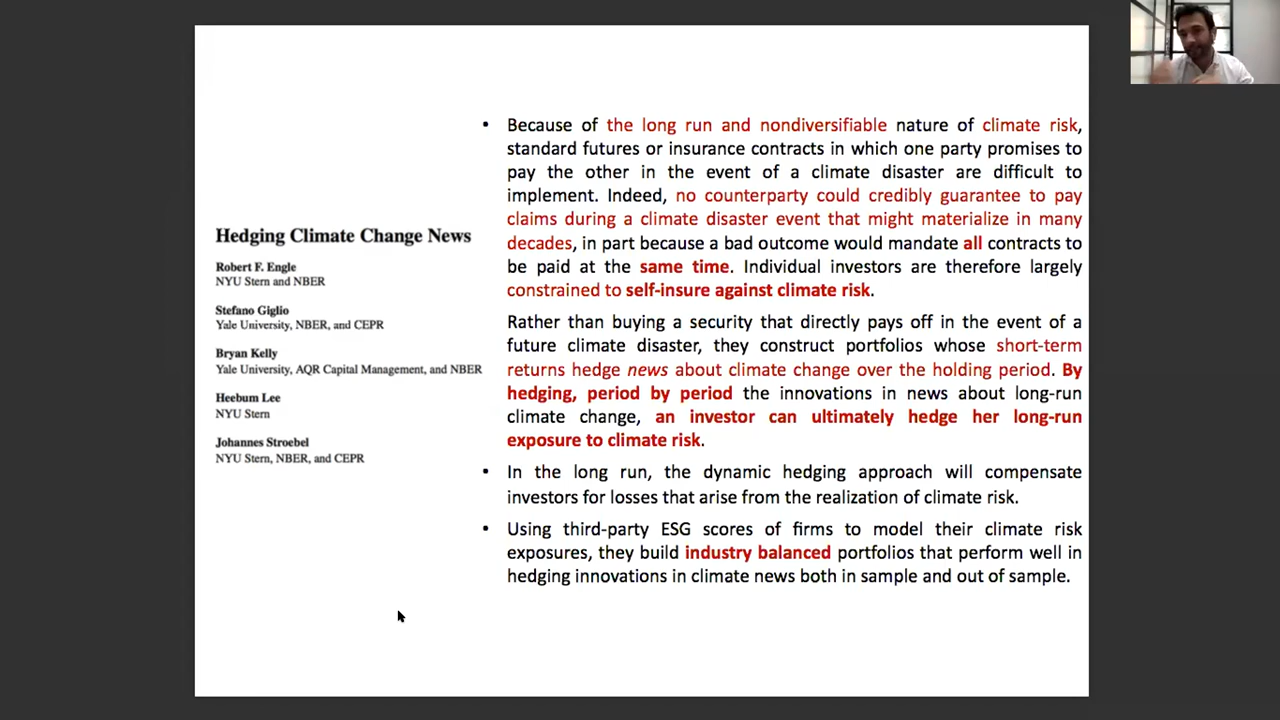 Hedging Climate Change News
Robert F. Engle
NYU Stern and NBER
Stefano Giglio
Yale University, NBER, and CEPR
Bryan Kelly
Yale University, AQR Capital Management, and NBER
Heebum Lee
NYU Stern
Johannes Stroebel
NYU Stern, NBER, and CEPR
• Because of the long run and nondiversifiable nature of climate risk,
standard futures or insurance contracts in which one party promises to
pay the other in the event of a climate disaster are difficult to
implement. Indeed, no counterparty could credibly guarantee to pay
claims during a climate disaster event that might materialize in many
decades, in part because a bad outcome would mandate all contracts to
be paid at the same time. Individual investors are therefore largely
constrained to self-insure against climate risk.
Rather than buying a security that directly pays off in the event of a
future climate disaster, they construct portfolios whose short-term
returns hedge news about climate change over the holding period. By
hedging, period by period the innovations in news about long-run
climate change, an investor can ultimately hedge her long-run
exposure to climate risk.
• In the long run, the dynamic hedging approach will compensate
investors for losses that arise from the realization of climate risk.
• Using third-party ESG scores of firms to model their climate risk
exposures, they build industry balanced portfolios that perform well in
hedging innovations in climate news both in sample and out of sample.